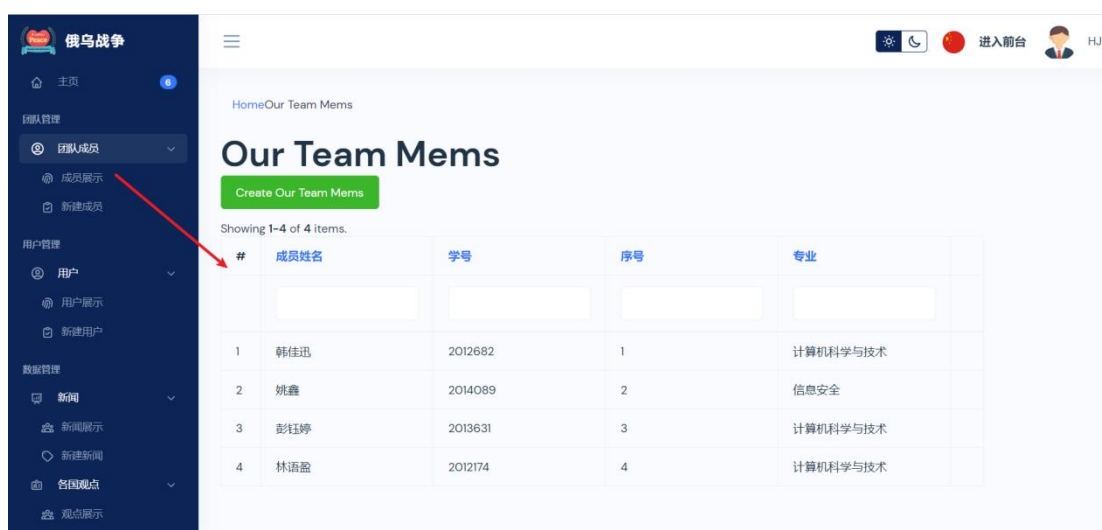 Peace
俄乌战争
主页
6
团队管理
团队成员
成员展示
新建成员
用户管理
用户
用户展示
新建用户
数据管理
新闻
新闻展示
新建新闻
各国观点
观点展示
进入前台
HJ
HomeOur Team Mems
Our Team Mems
Create Our Team Mems
Showing 1-4 of 4 items.
# 成员姓名 学号 序号 专业
1 韩佳迅 2012682 1 计算机科学与技术
2 姚鑫 2014089 2 信息安全
3 彭钰婷 2013631 3 计算机科学与技术
4 林语盈 2012174 4 计算机科学与技术